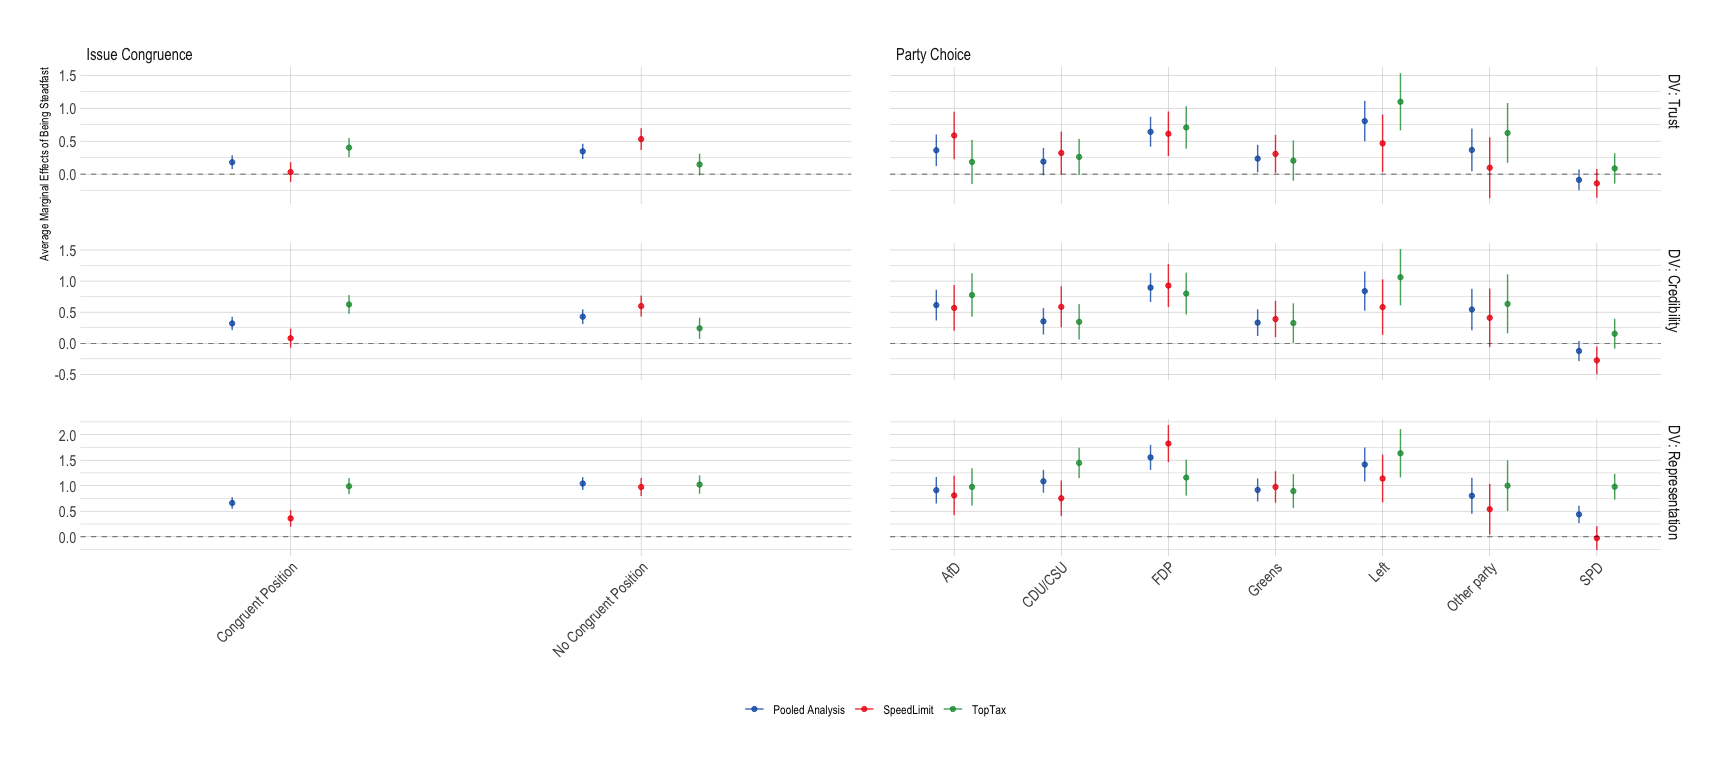 Issue Congruence
Party Choice
Average Marginal Effects of Being Steadfast
1.5
1.0
0.5
0.0
DV: Trust
1.5
1.0
0.5
0.0
-0.5
DV: Credibility
2.0
1.5
1.0
0.5
0.0
DV: Representation
Congruent Position
No Congruent Position
AfD
CDU/CSU
FDP
Greens
Left
Other party
SPD
Pooled Analysis
SpeedLimit
TopTax